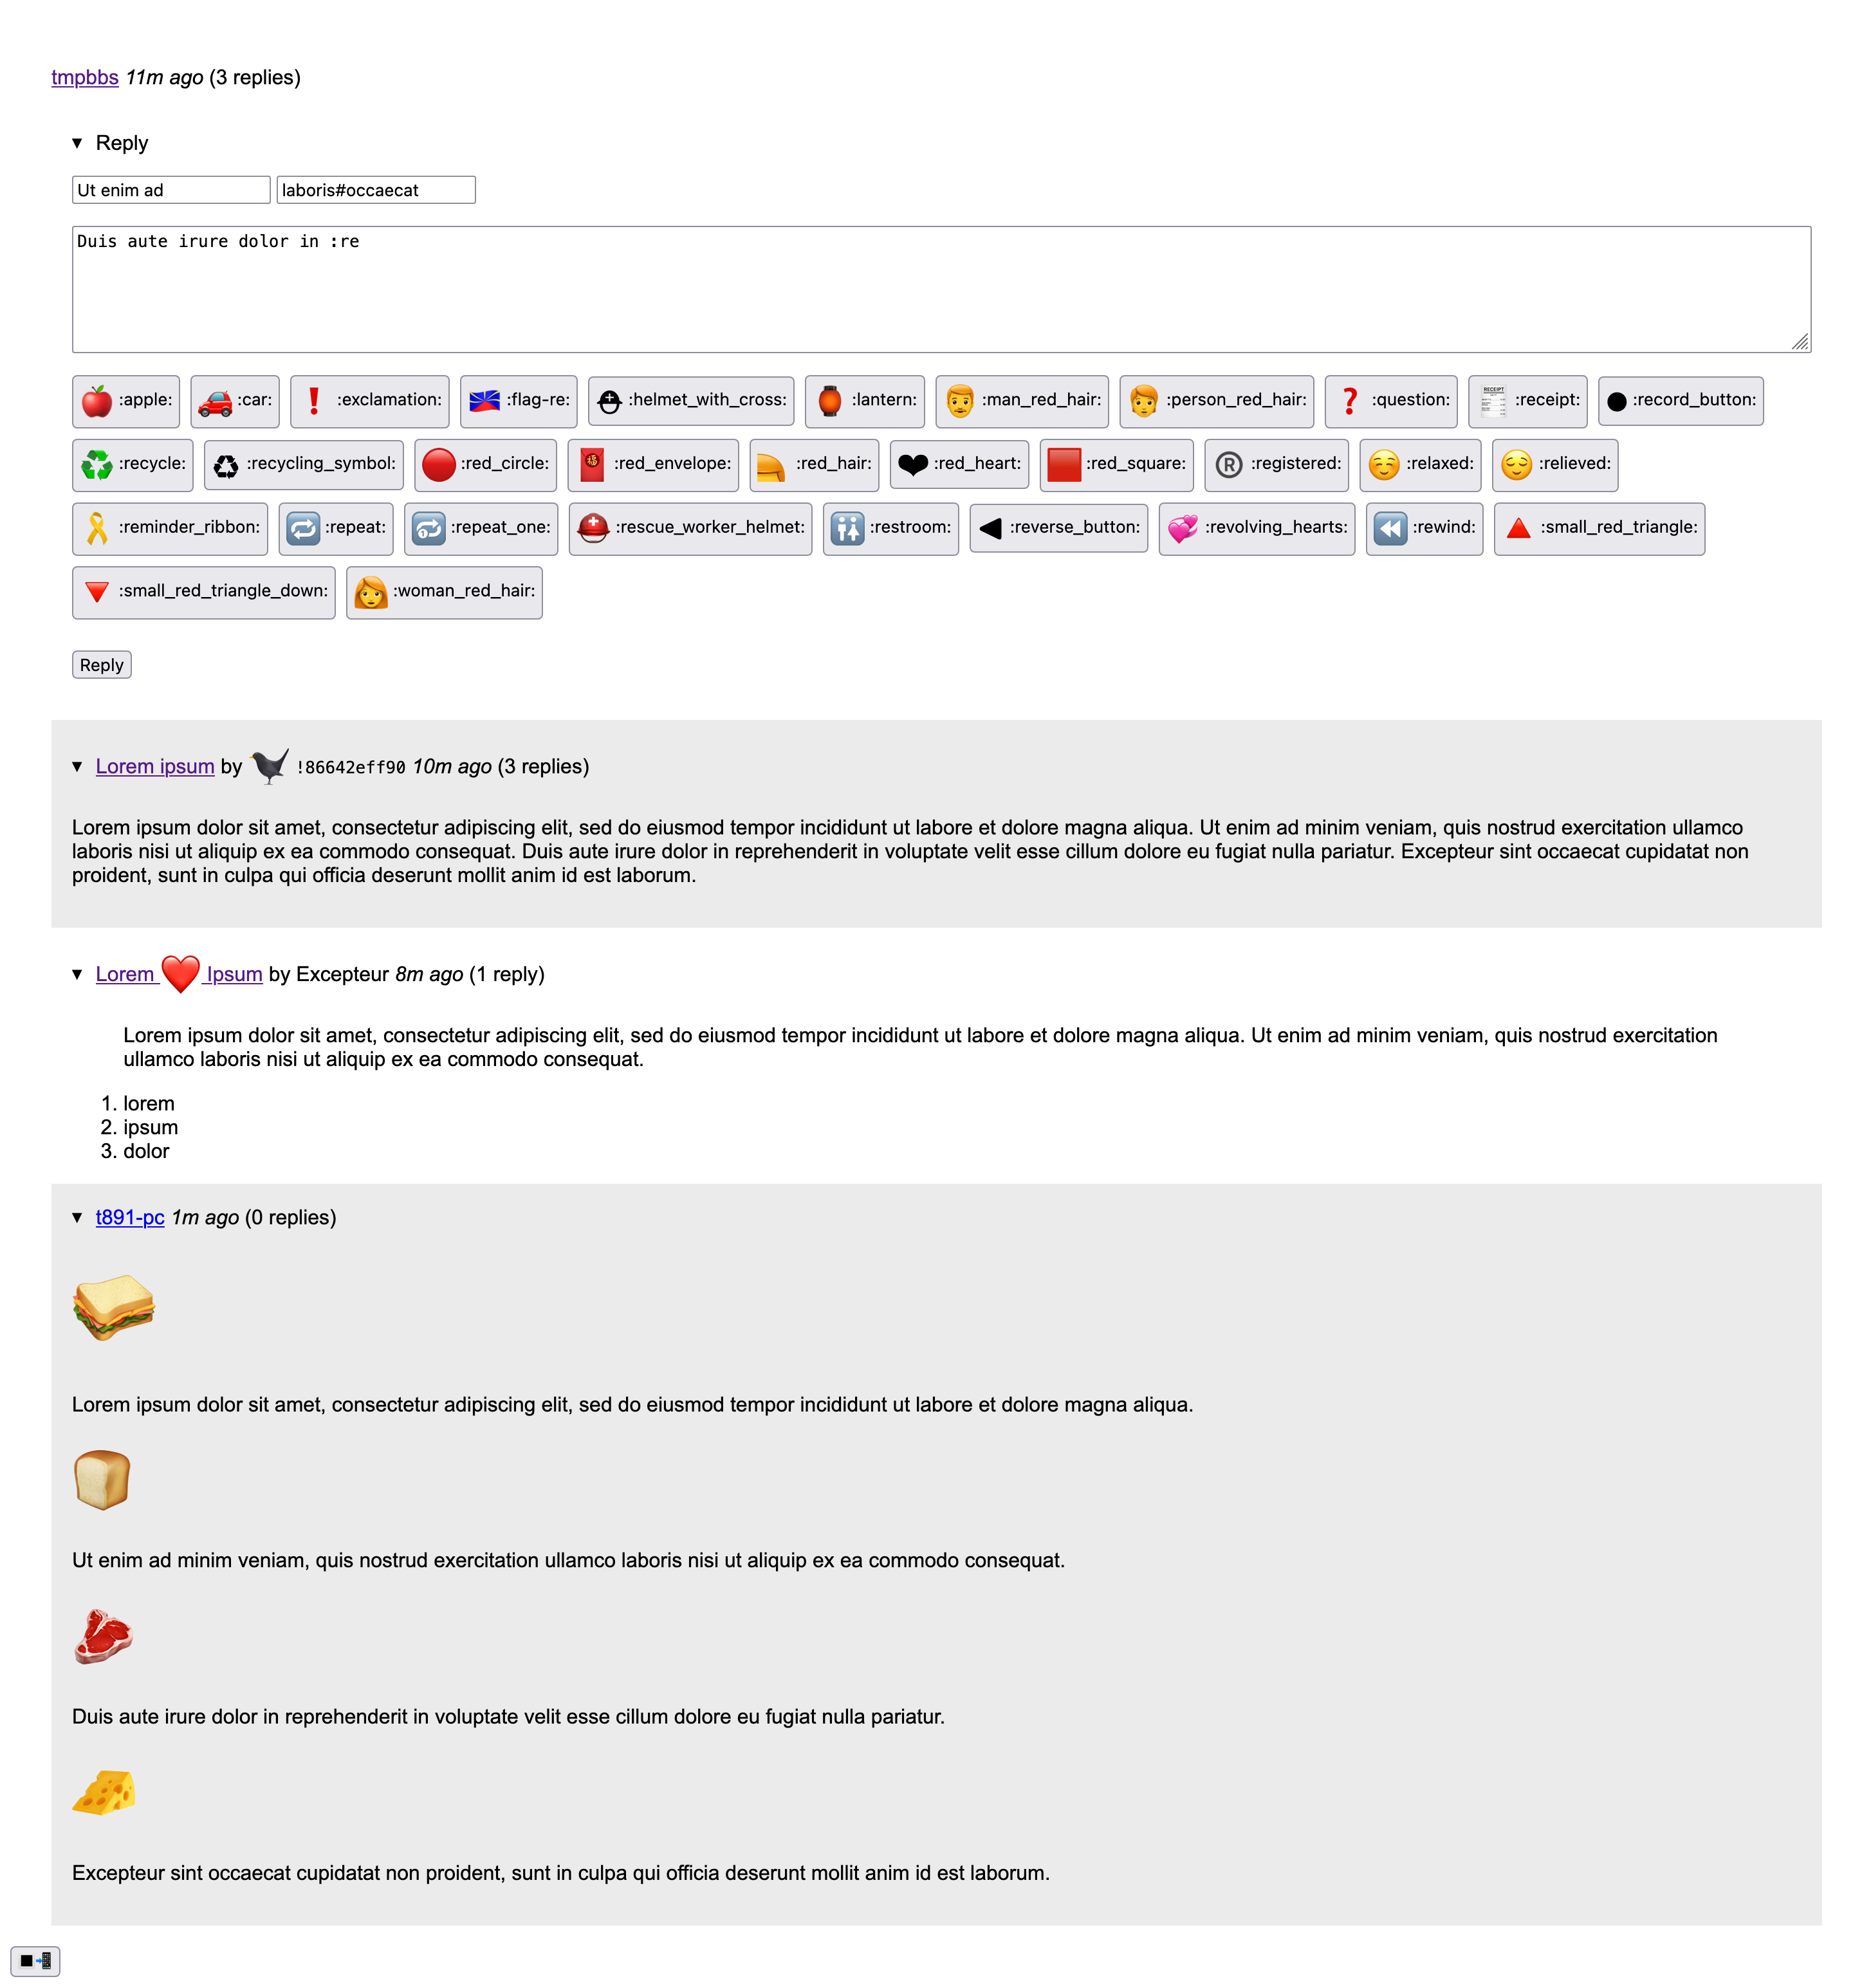 tmpbbs 11m ago (3 replies)
▼ Reply
Ut enim ad laboris#occaecat
Duis aute irure dolor in :re
:apple: :car: :exclamation: :flag-re: :helmet_with_cross: :lantern: :man_red_hair: :person_red_hair: :question: :receipt: :record_button:
:recycle: :recycling_symbol: :red_circle: :red_envelope: :red_hair: :red_heart: :red_square: :registered: :relaxed: :relieved:
:reminder_ribbon: :repeat: :repeat_one: :rescue_worker_helmet: :restroom: :reverse_button: :revolving_hearts: :rewind: :small_red_triangle:
:small_red_triangle_down: :woman_red_hair:
Reply
▼ Lorem ipsum by !86642eff90 10m ago (3 replies)
Lorem ipsum dolor sit amet, consectetur adipiscing elit, sed do eiusmod tempor incididunt ut labore et dolore magna aliqua. Ut enim ad minim veniam, quis nostrud exercitation ullamco
laboris nisi ut aliquip ex ea commodo consequat. Duis aute irure dolor in reprehenderit in voluptate velit esse cillum dolore eu fugiat nulla pariatur. Excepteur sint occaecat cupidatat non
proident, sunt in culpa qui officia deserunt mollit anim id est laborum.
▼ Lorem ❤️ Ipsum by Excepteur 8m ago (1 reply)
Lorem ipsum dolor sit amet, consectetur adipiscing elit, sed do eiusmod tempor incididunt ut labore et dolore magna aliqua. Ut enim ad minim veniam, quis nostrud exercitation
ullamco laboris nisi ut aliquip ex ea commodo consequat.
1. lorem
2. ipsum
3. dolor
▼ t891-pc 1m ago (0 replies)
Lorem ipsum dolor sit amet, consectetur adipiscing elit, sed do eiusmod tempor incididunt ut labore et dolore magna aliqua.
Ut enim ad minim veniam, quis nostrud exercitation ullamco laboris nisi ut aliquip ex ea commodo consequat.
Duis aute irure dolor in reprehenderit in voluptate velit esse cillum dolore eu fugiat nulla pariatur.
Excepteur sint occaecat cupidatat non proident, sunt in culpa qui officia deserunt mollit anim id est laborum.